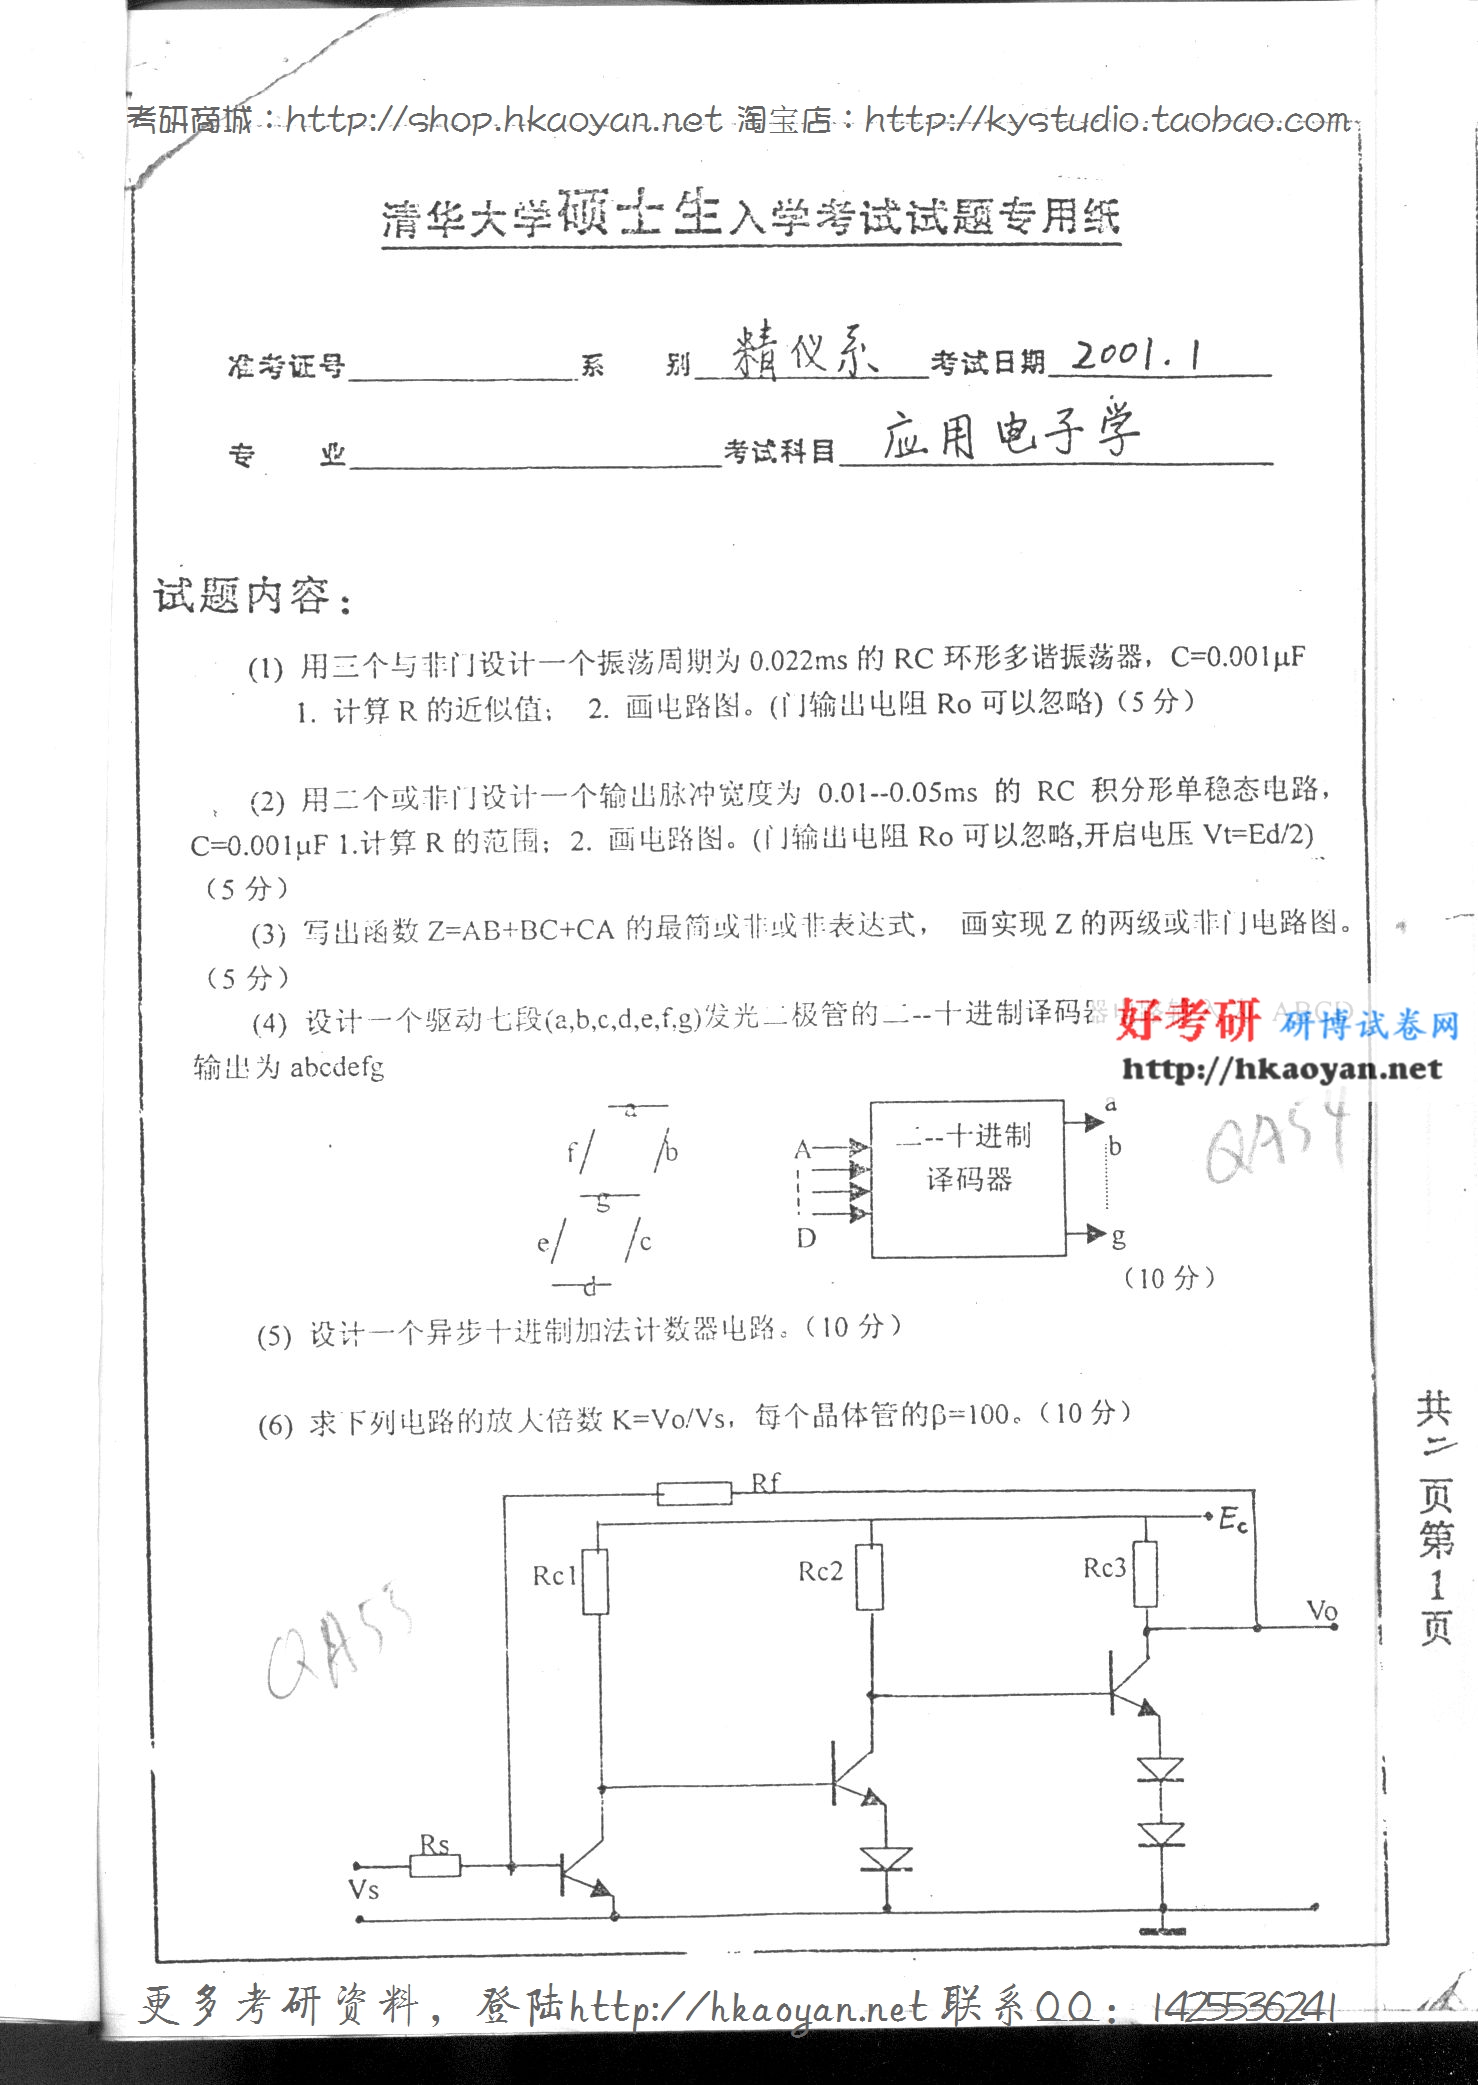 考研商城：http://shop.hkaoyan.net 淘宝店：http://kystudio.taobao.com
清华大学硕士生入学考试试题专用纸
准考证号 系 别 精仪系 考试日期 2001.1
专 业 考试科目 应用电子学
试题内容：
(1) 用三个与非门设计一个振荡周期为 0.022ms 的 RC 环形多谐振荡器，C=0.001μF
1. 计算 R 的近似值； 2. 画电路图。(门输出电阻 Ro 可以忽略)（5 分）
(2) 用二个或非门设计一个输出脉冲宽度为 0.01--0.05ms 的 RC 积分形单稳态电路，
C=0.001μF 1.计算 R 的范围；2. 画电路图。(门输出电阻 Ro 可以忽略,开启电压 Vt=Ed/2)
（5 分）
(3) 写出函数 Z=AB+BC+CA 的最简或非或非表达式， 画实现 Z 的两级或非门电路图。
（5 分）
(4) 设计一个驱动七段(a,b,c,d,e,f,g)发光二极管的二--十进制译码器 ABCD
好考研 研博试卷网
http://hkaoyan.net
输出为 abcdefg
a
f b
g
e c
d
A
D
二--十进制
译码器
a
b
g
QA54
（10 分）
(5) 设计一个异步十进制加法计数器电路。（10 分）
(6) 求下列电路的放大倍数 K=Vo/Vs，每个晶体管的β=100。（10 分）
Rf
Ec
Rc1 Rc2 Rc3
Vo
QA53
Rs
Vs
共二页第1页
更多考研资料，登陆http://hkaoyan.net 联系QQ：1425536241